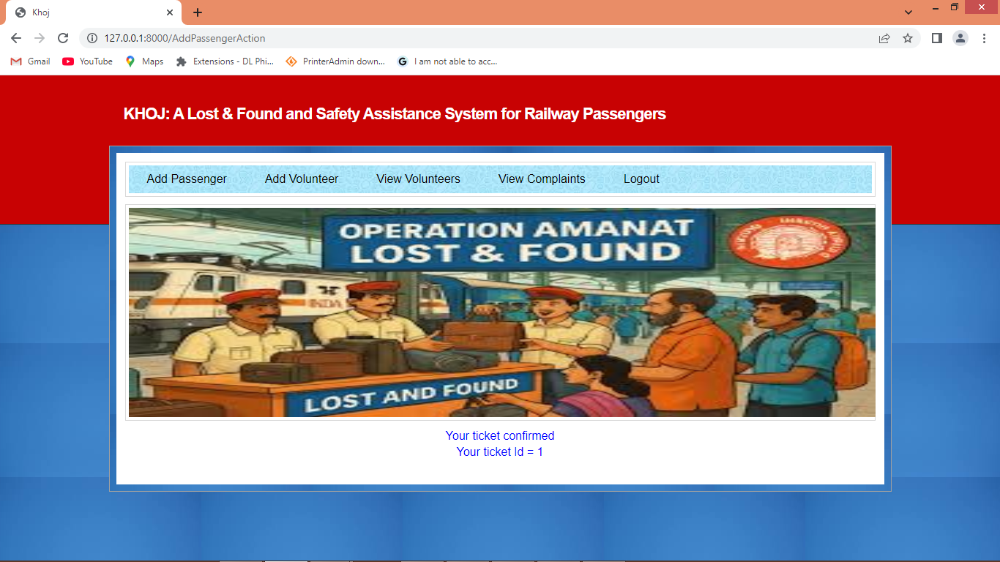 Khoj
127.0.0.1:8000/AddPassengerAction
Gmail YouTube Maps Extensions - DL Phi... PrinterAdmin down... I am not able to acc...
KHOJ: A Lost & Found and Safety Assistance System for Railway Passengers
Add Passenger Add Volunteer View Volunteers View Complaints Logout
OPERATION AMANAT
LOST & FOUND
LOST AND FOUND
Your ticket confirmed
Your ticket Id = 1